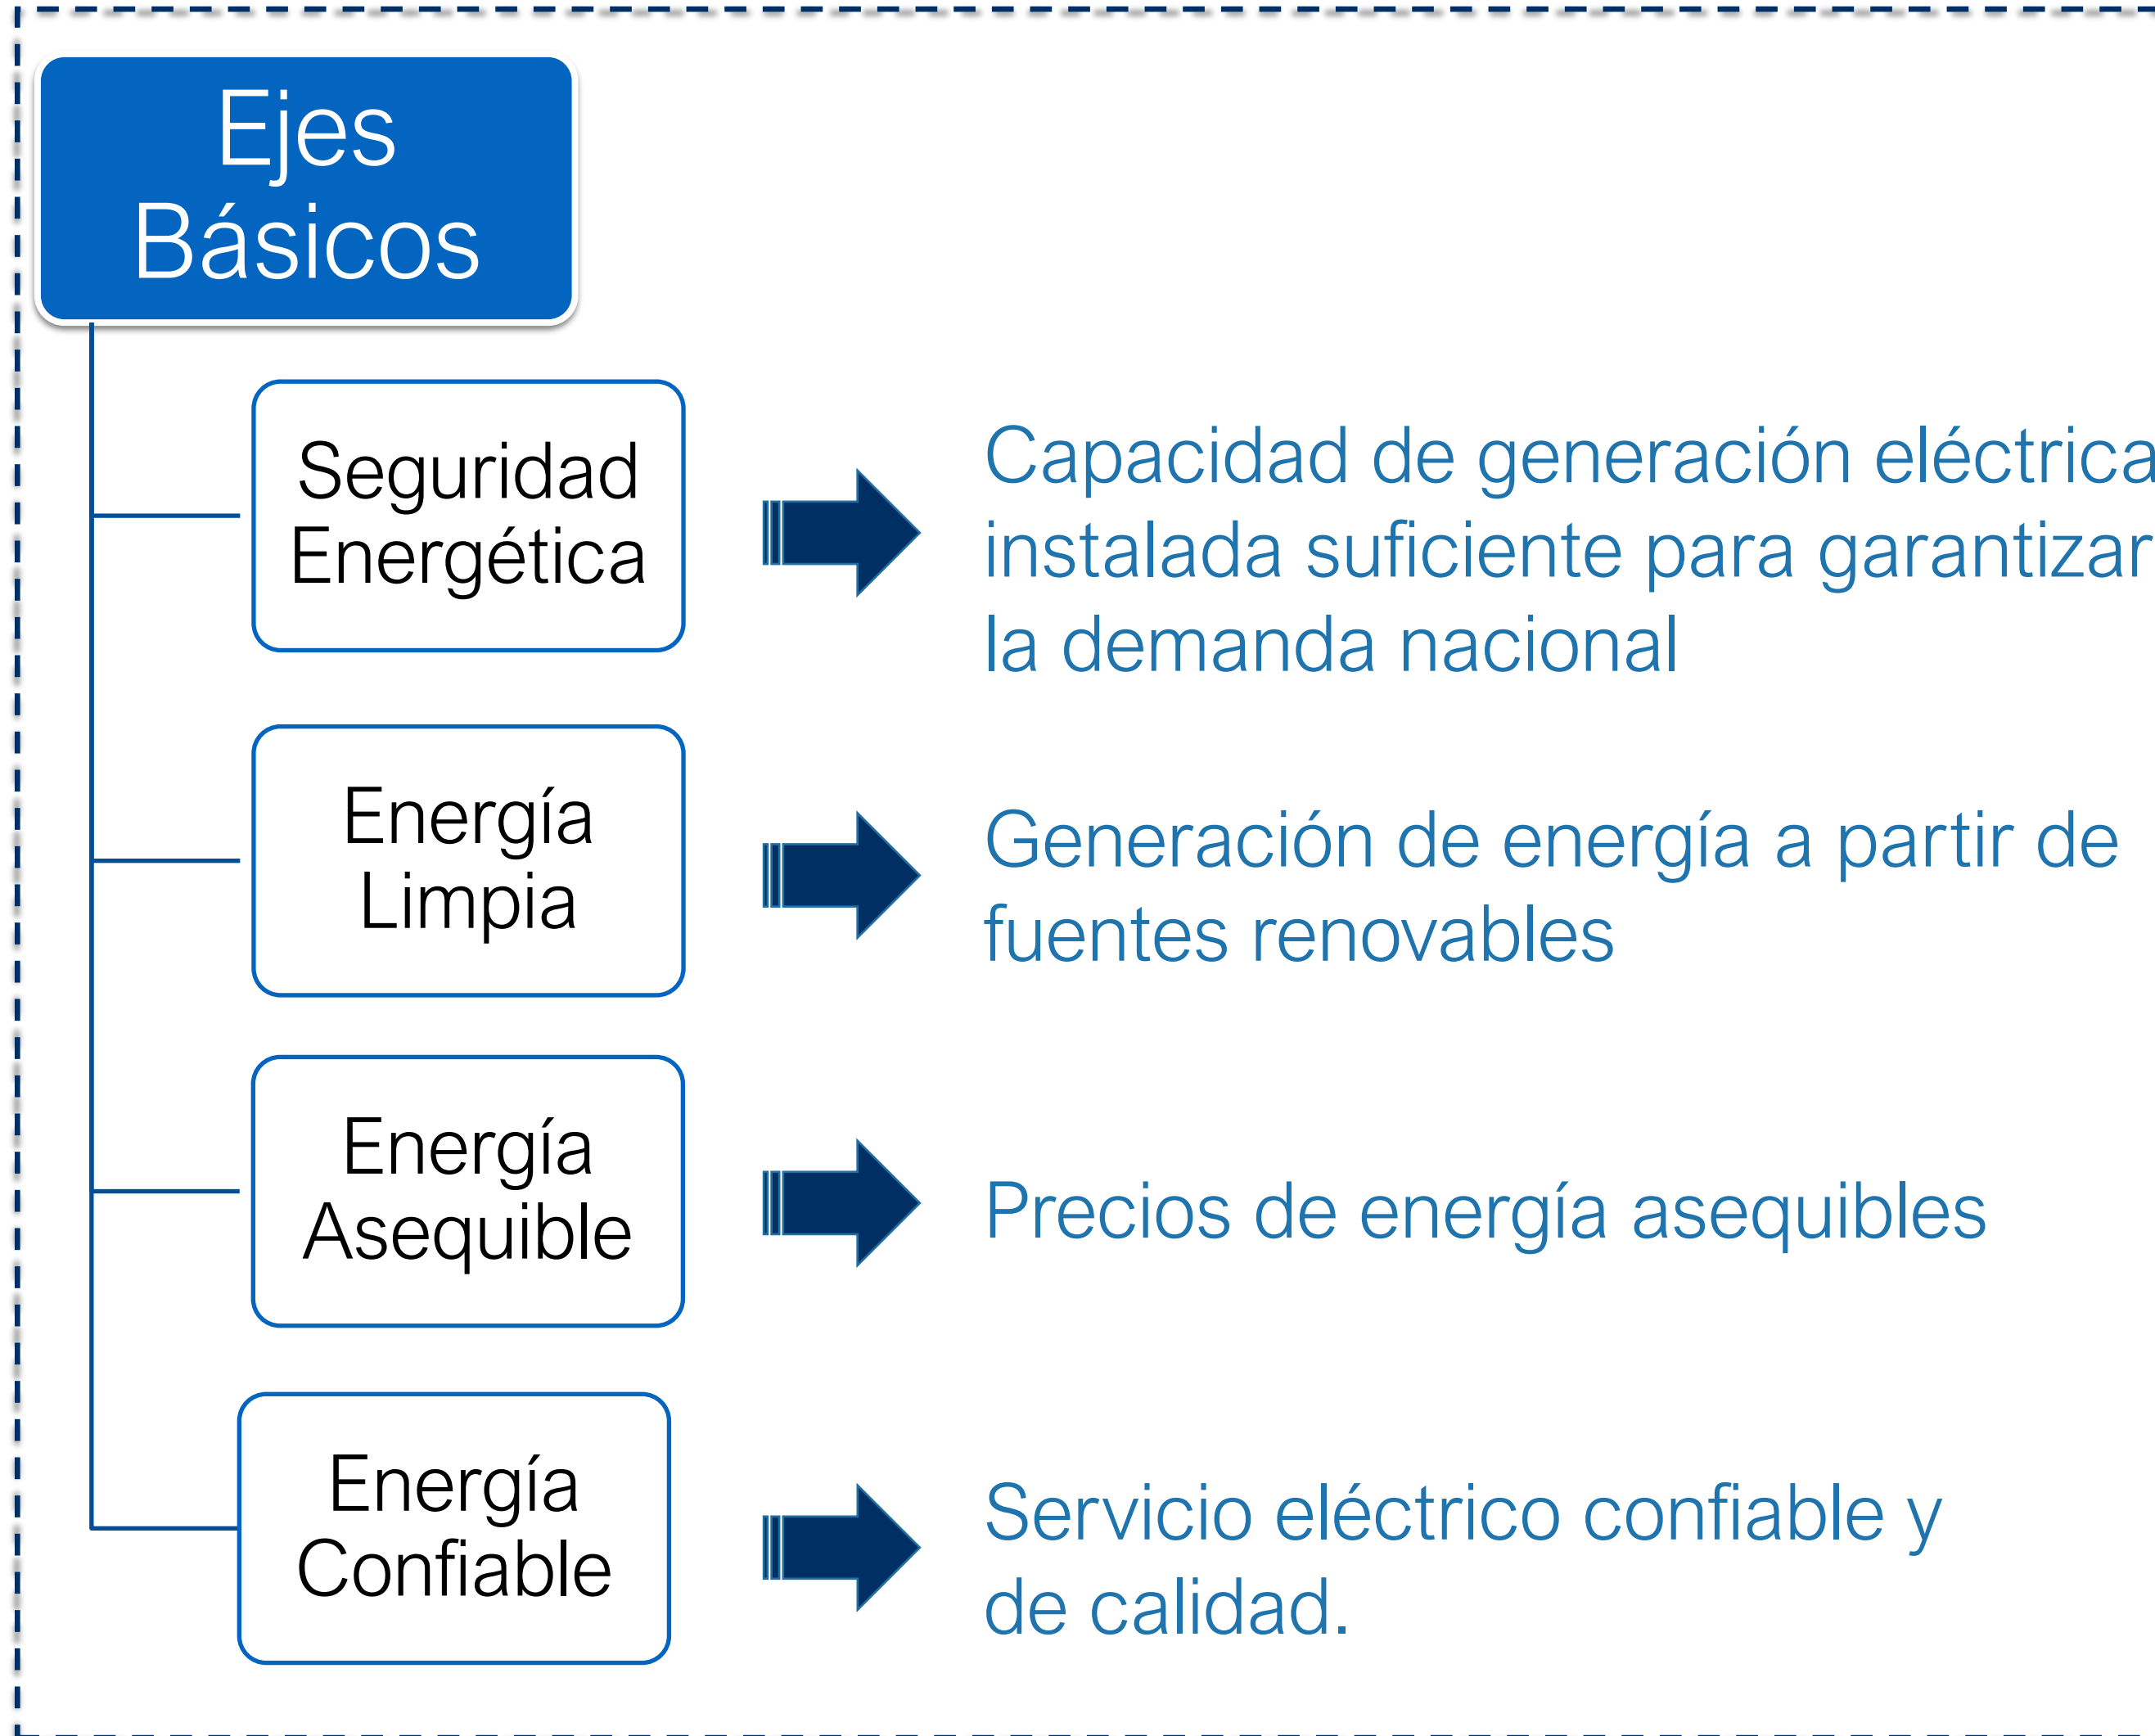 Ejes
Básicos
Seguridad
Energética
Capacidad de generación eléctrica
instalada suficiente para garantizar
la demanda nacional
Energía
Limpia
Generación de energía a partir de
fuentes renovables
Energía
Asequible
Precios de energía asequibles
Energía
Confiable
Servicio eléctrico confiable y
de calidad.